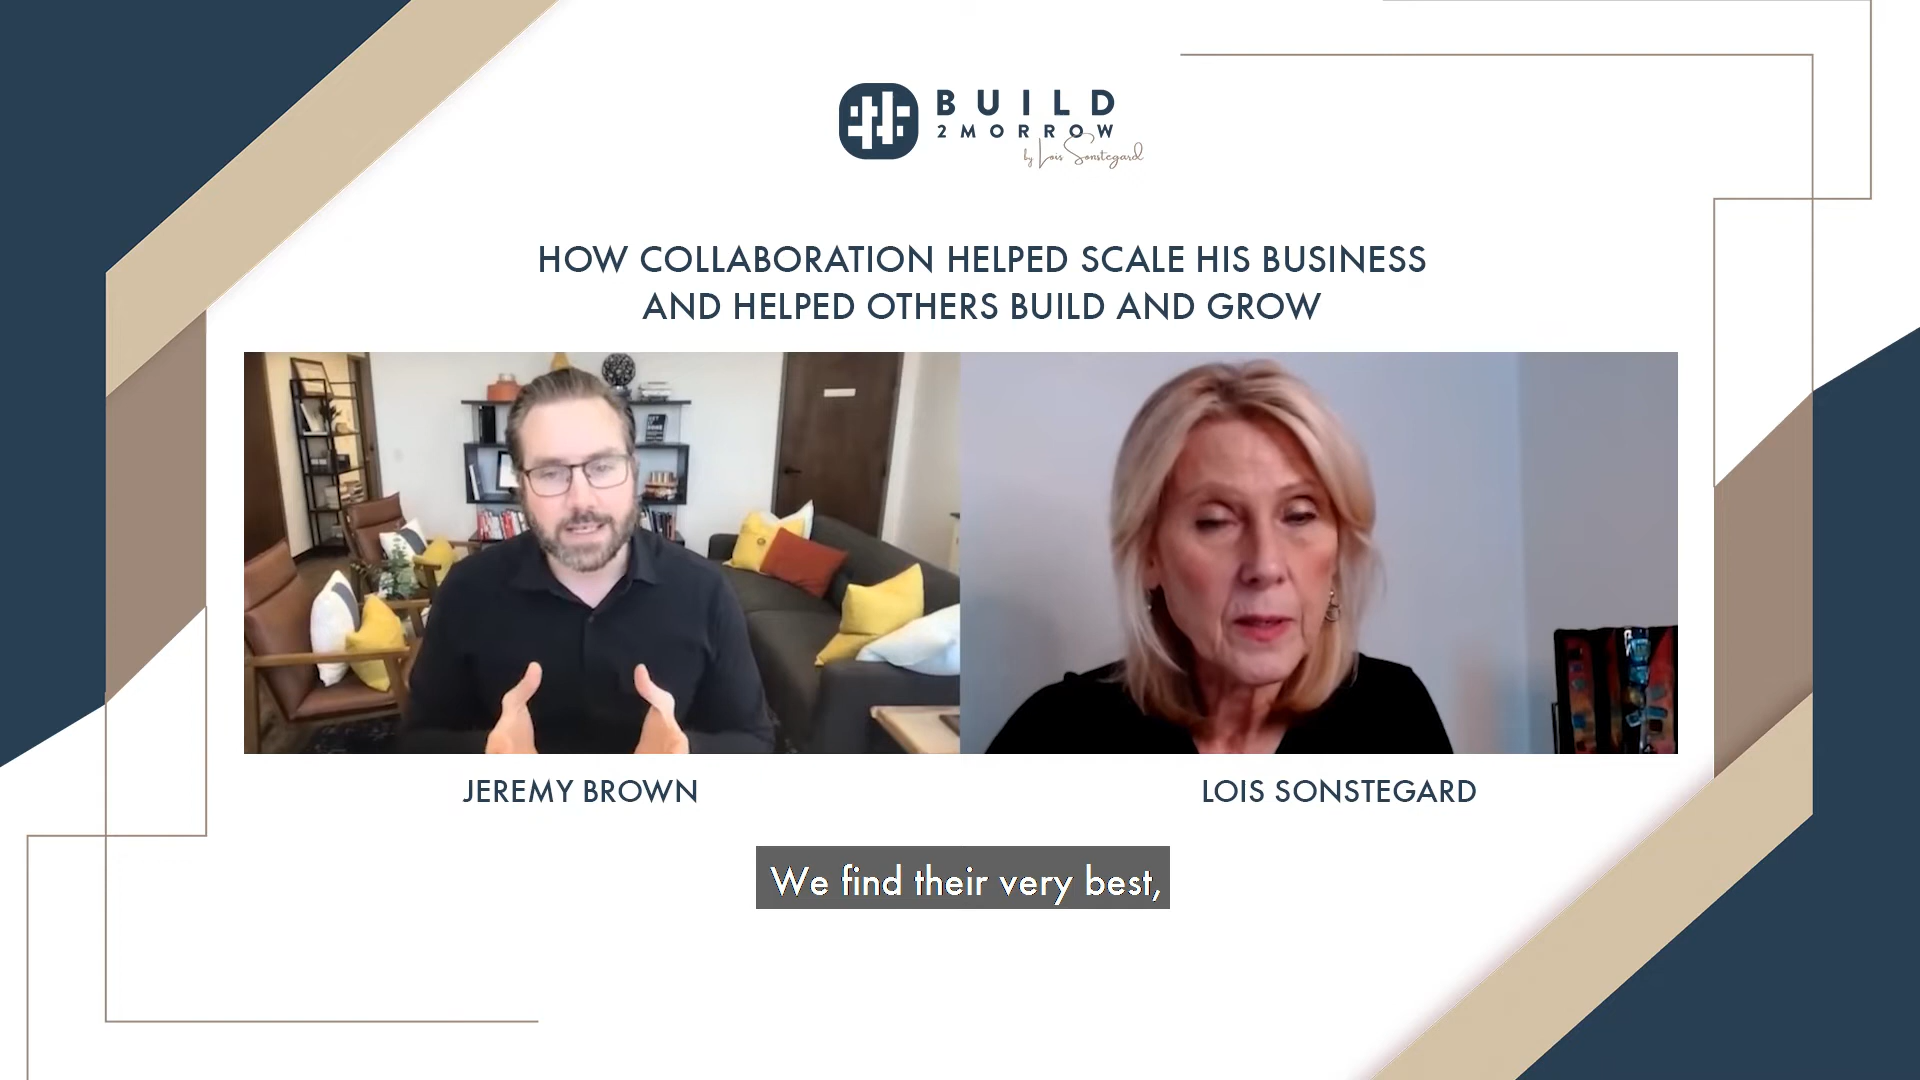 BUILD
2MORROW
by Lois Sonstegard
HOW COLLABORATION HELPED SCALE HIS BUSINESS
AND HELPED OTHERS BUILD AND GROW
JEREMY BROWN
LOIS SONSTEGARD
We find their very best,